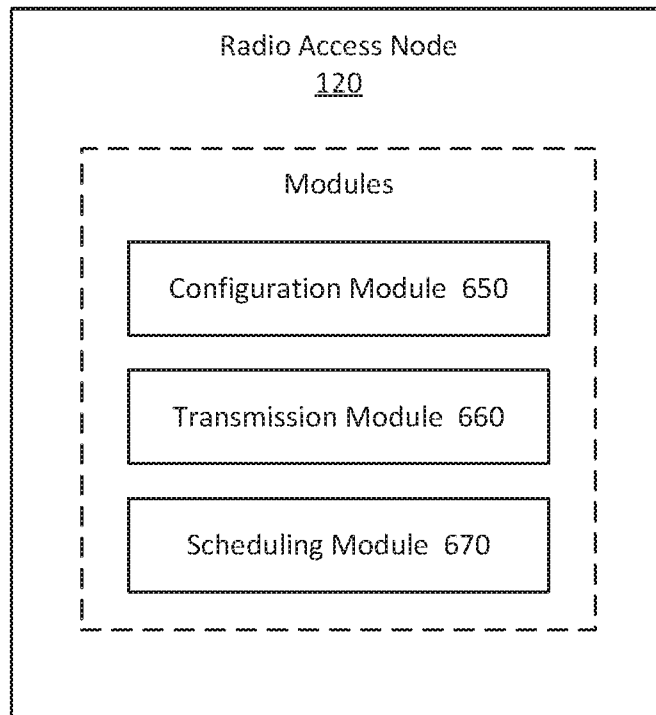 Radio Access Node
120
Modules
Configuration Module 650
Transmission Module 660
Scheduling Module 670